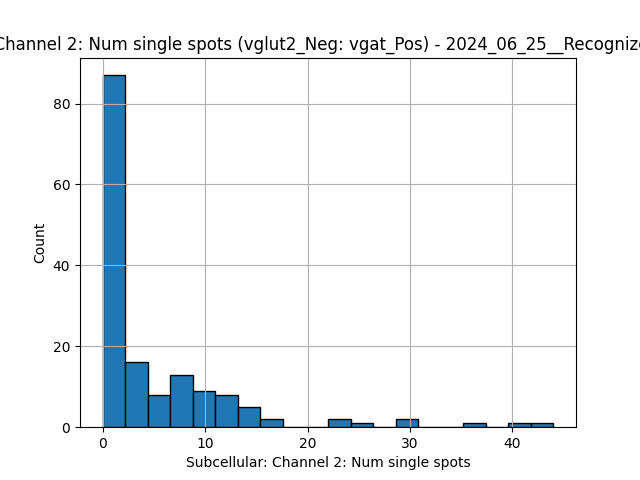 Channel 2: Num single spots (vglut2_Neg: vgat_Pos) - 2024_06_25__Recognize
80
60
40
20
0
Count
0 10 20 30 40
Subcellular: Channel 2: Num single spots